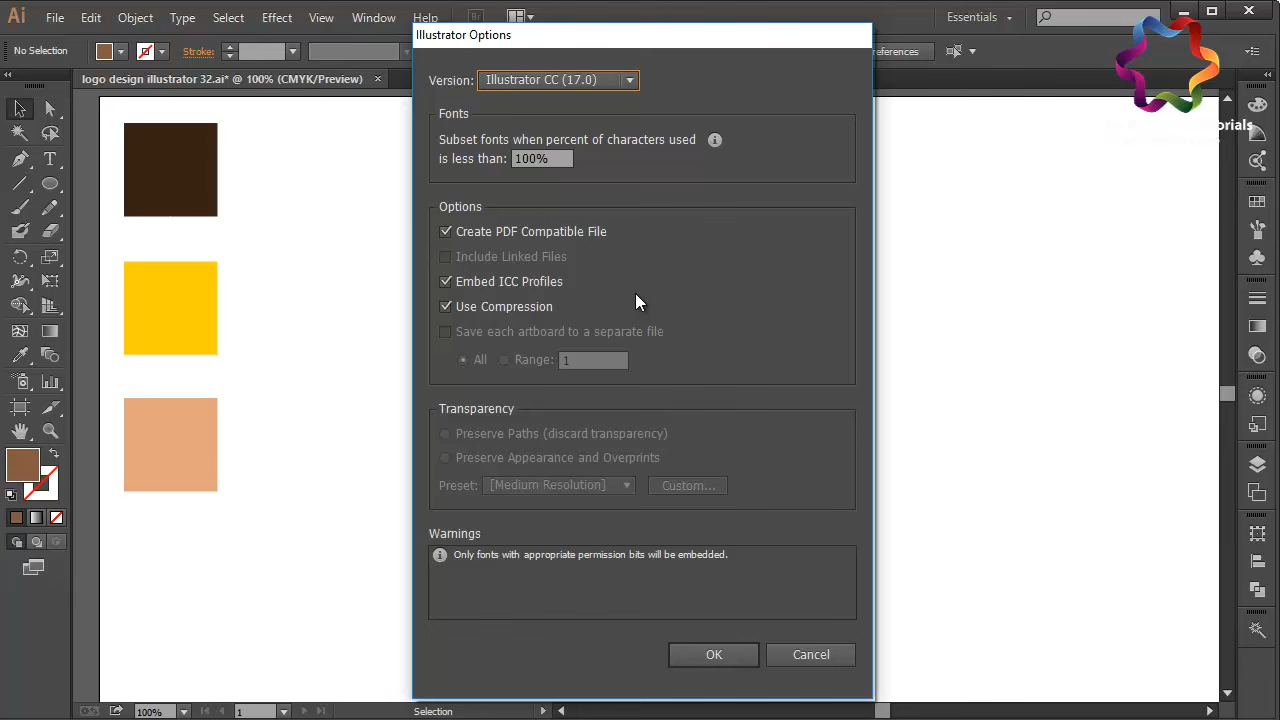 Ai File Edit Object Type Select Effect View Window Help Essentials
Illustrator Options
No Selection Stroke: references
logo design illustrator 32.ai* @ 100% (CMYK/Preview) ×
Version: Illustrator CC (17.0)
Fonts
Subset fonts when percent of characters used
is less than: 100%
Options
Create PDF Compatible File
Include Linked Files
Embed ICC Profiles
Use Compression
Save each artboard to a separate file
All Range: 1
Transparency
Preserve Paths (discard transparency)
Preserve Appearance and Overprints
Preset: [Medium Resolution] Custom...
Warnings
Only fonts with appropriate permission bits will be embedded.
OK Cancel
100% 1 Selection